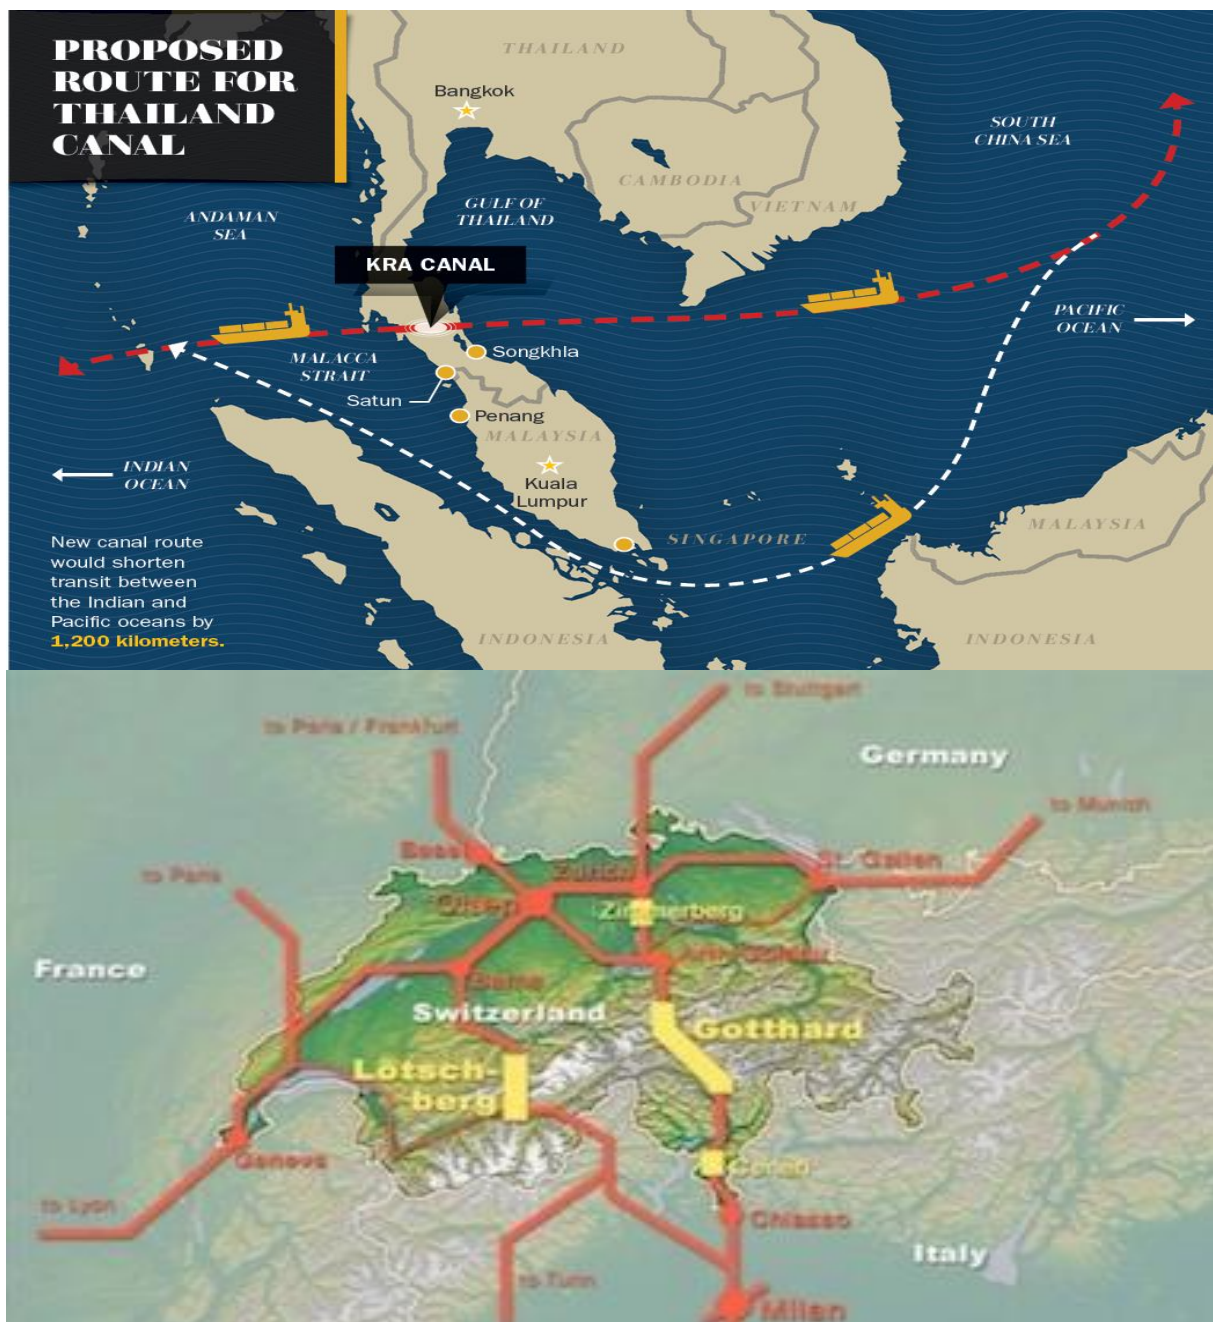 PROPOSED
ROUTE FOR
THAILAND
CANAL
THAILAND
Bangkok
SOUTH
CHINA SEA
CAMBODIA
VIETNAM
ANDAMAN
SEA
GULF OF
THAILAND
KRA CANAL
PACIFIC
OCEAN
MALACCA
STRAIT
Songkhla
Satun
Penang
MALAYSIA
INDIAN
OCEAN
Kuala
Lumpur
SINGAPORE
MALAYSIA
New canal route
would shorten
transit between
the Indian and
Pacific oceans by
1,200 kilometers.
INDONESIA
INDONESIA
to Stuttgart
to Paris / Frankfurt
Germany
to Munich
Basel
Zurich
St. Gallen
to Paris
Olten
Zimmerberg
France
Berne
Switzerland
Gotthard
Lötsch-
berg
Geneva
Ceneri
to Lyon
Chiasso
Italy
to Turin
Milan